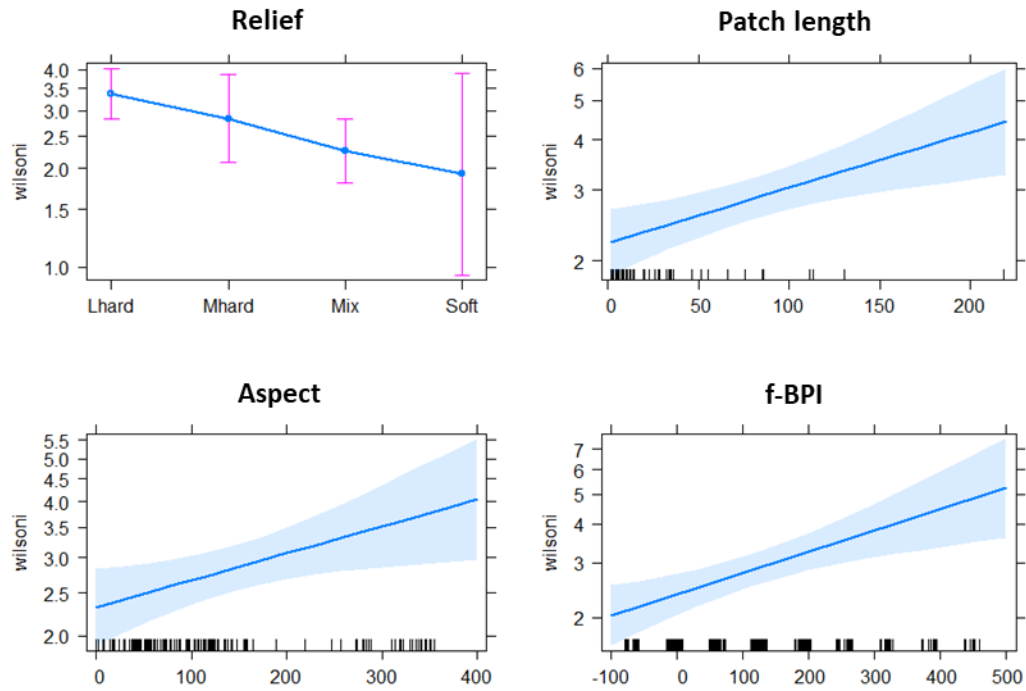 Relief
wilsoni
4.0
3.5
3.0
2.5
2.0
1.5
1.0
Lhard Mhard Mix Soft
Patch length
wilsoni
6
5
4
3
2
0 50 100 150 200
Aspect
wilsoni
5.5
5.0
4.5
4.0
3.5
3.0
2.5
2.0
0 100 200 300 400
f-BPI
wilsoni
7
6
5
4
3
2
-100 0 100 200 300 400 500